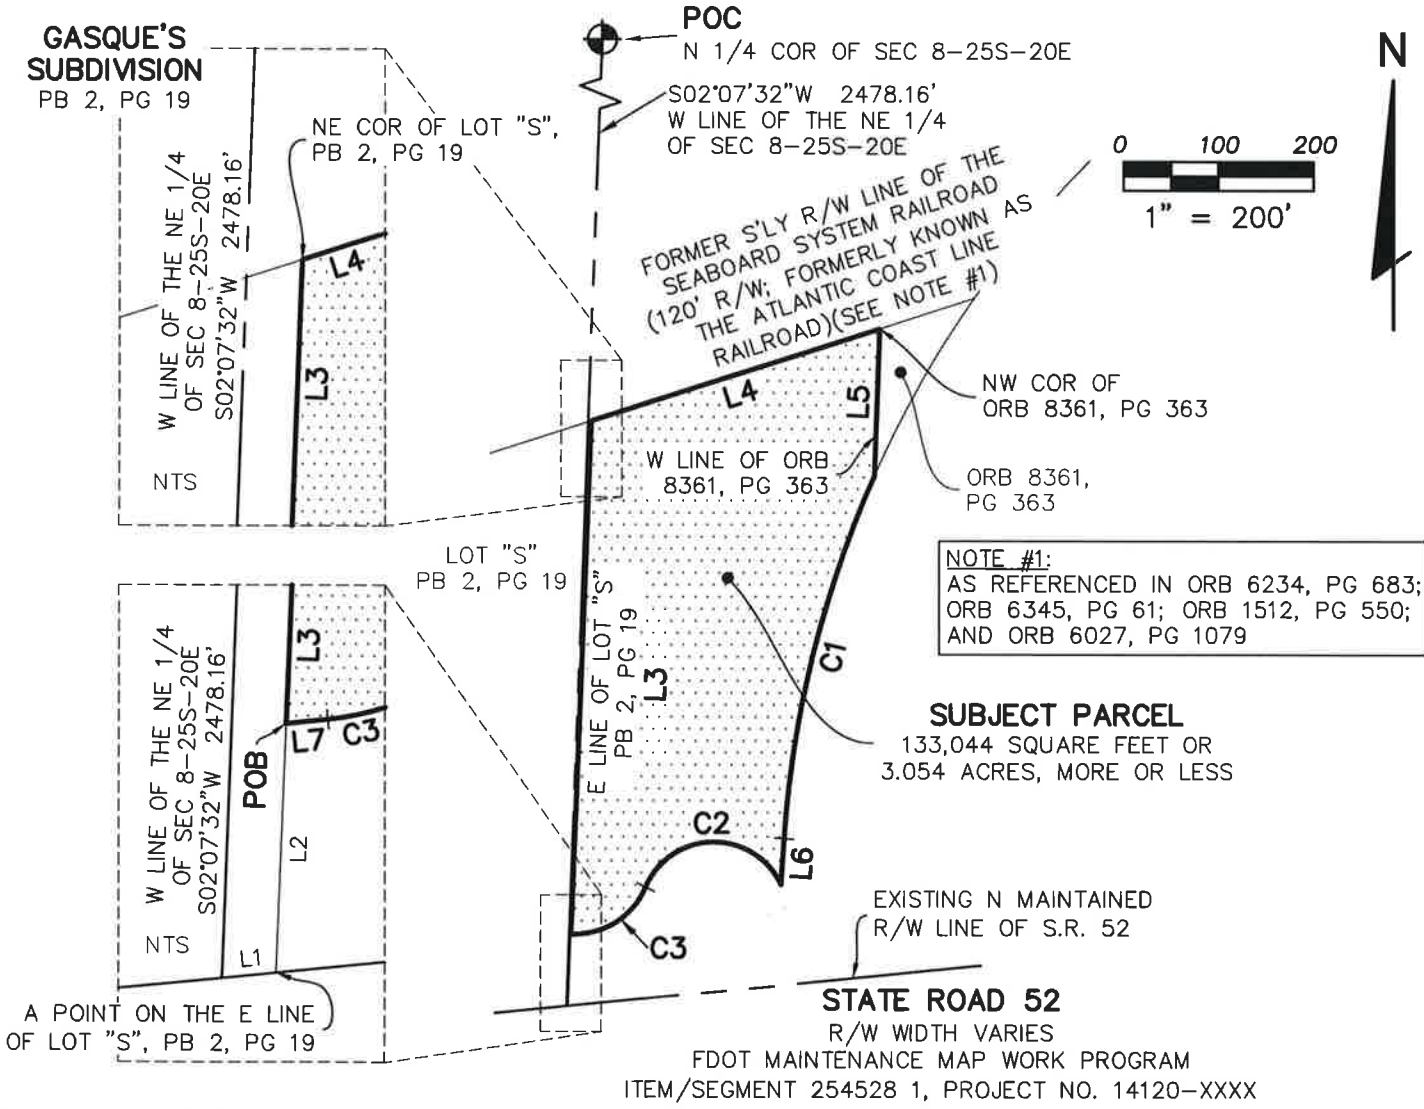 GASQUE'S
SUBDIVISION
PB 2, PG 19
POC
N 1/4 COR OF SEC 8-25S-20E
S02°07'32"W 2478.16'
W LINE OF THE NE 1/4
OF SEC 8-25S-20E
N
0 100 200
1" = 200'
NE COR OF LOT "S",
PB 2, PG 19
W LINE OF THE NE 1/4
OF SEC 8-25S-20E
S02°07'32"W 2478.16'
L4
L3
NTS
FORMER S'LY R/W LINE OF THE
SEABOARD SYSTEM RAILROAD
(120' R/W; FORMERLY KNOWN AS
THE ATLANTIC COAST LINE
RAILROAD)(SEE NOTE #1)
L4
L5
NW COR OF
ORB 8361, PG 363
W LINE OF ORB
8361, PG 363
ORB 8361,
PG 363
LOT "S"
PB 2, PG 19
E LINE OF LOT "S"
PB 2, PG 19
L3
C1
NOTE #1:
AS REFERENCED IN ORB 6234, PG 683;
ORB 6345, PG 61; ORB 1512, PG 550;
AND ORB 6027, PG 1079
SUBJECT PARCEL
133,044 SQUARE FEET OR
3.054 ACRES, MORE OR LESS
W LINE OF THE NE 1/4
OF SEC 8-25S-20E
S02°07'32"W 2478.16'
L3
L7
C3
POB
L2
NTS
L1
A POINT ON THE E LINE
OF LOT "S", PB 2, PG 19
C2
L6
C3
EXISTING N MAINTAINED
R/W LINE OF S.R. 52
STATE ROAD 52
R/W WIDTH VARIES
FDOT MAINTENANCE MAP WORK PROGRAM
ITEM/SEGMENT 254528 1, PROJECT NO. 14120-XXXX